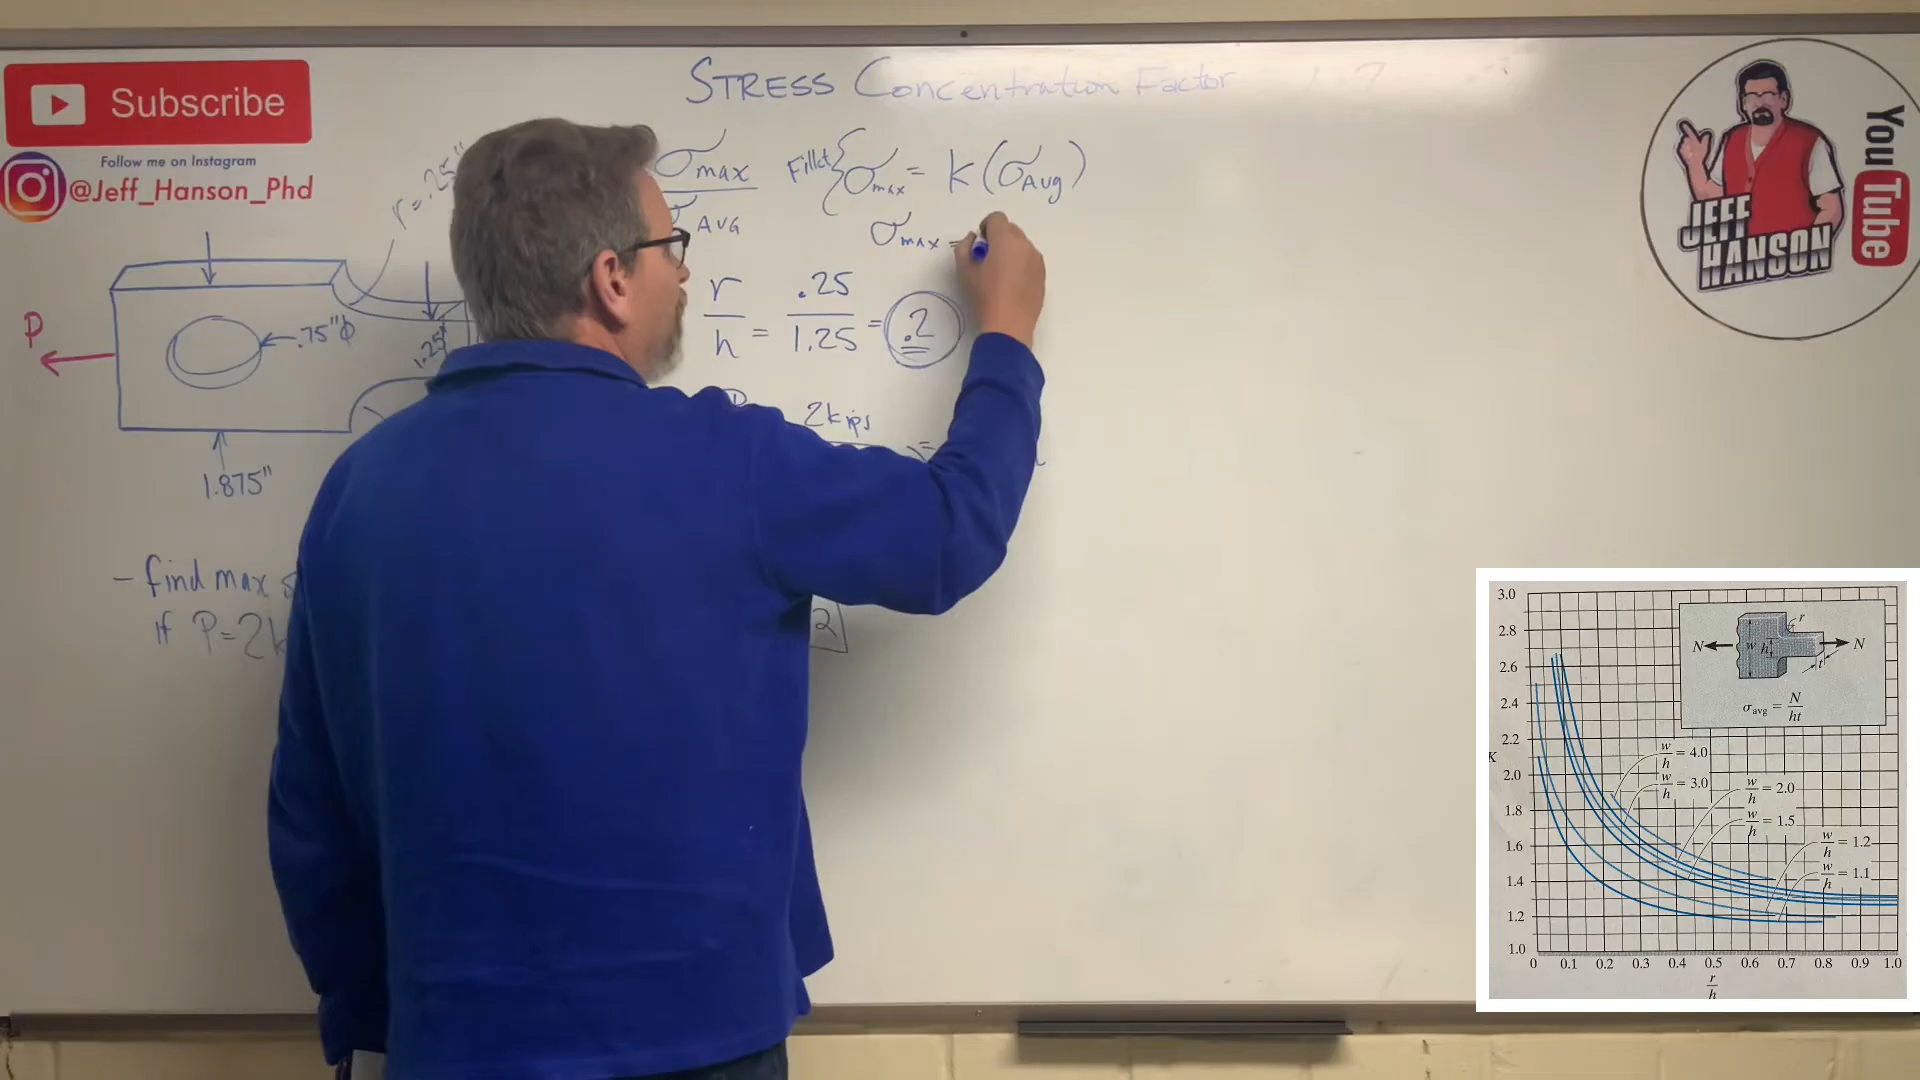 STRESS Concentration Factor
Subscribe
Follow me on Instagram
@Jeff_Hanson_Phd
r=.25"
σmax
AVG
Fillet { σmax = K (σAvg)
σmax =
r
h
=
.25
1.25
= .2
P
.75"ϕ
1.25"
1.875"
2kips
=
- find max
If P=2k
2
JEFF
HANSON
YouTube
3.0
2.8
2.6
2.4
2.2
K
2.0
1.8
1.6
1.4
1.2
1.0
0 0.1 0.2 0.3 0.4 0.5 0.6 0.7 0.8 0.9 1.0
r
h
N
w
h
r
t
N
σavg = N
ht
w/h = 4.0
w/h = 3.0
w/h = 2.0
w/h = 1.5
w/h = 1.2
w/h = 1.1